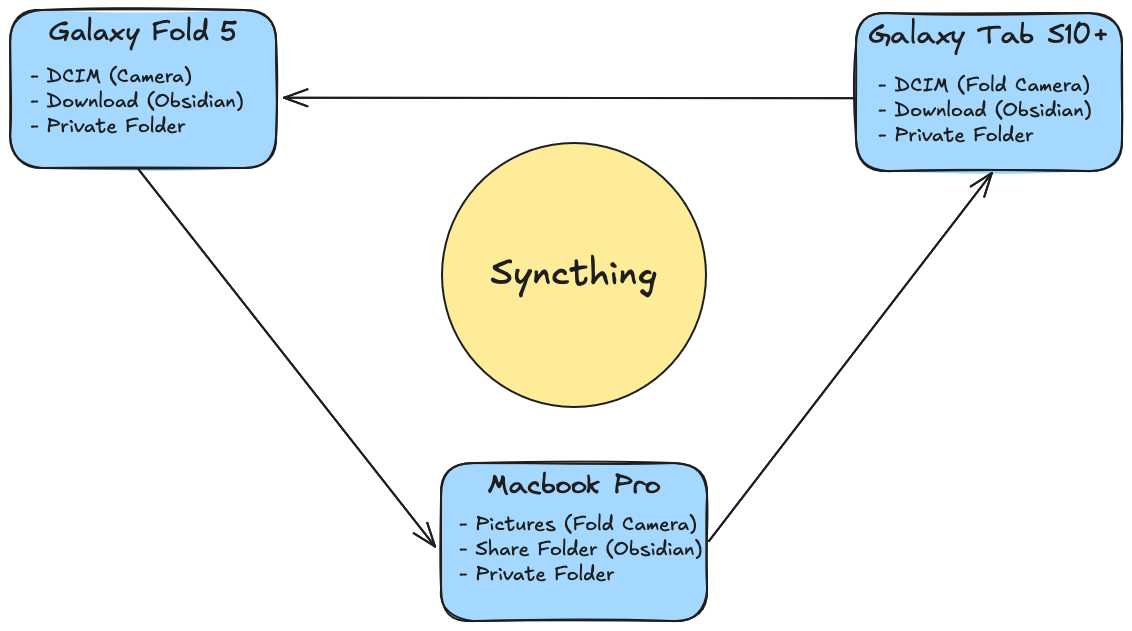 Galaxy Fold 5
- DCIM (Camera)
- Download (Obsidian)
- Private Folder
Galaxy Tab S10+
- DCIM (Fold Camera)
- Download (Obsidian)
- Private Folder
Syncthing
Macbook Pro
- Pictures (Fold Camera)
- Share Folder (Obsidian)
- Private Folder